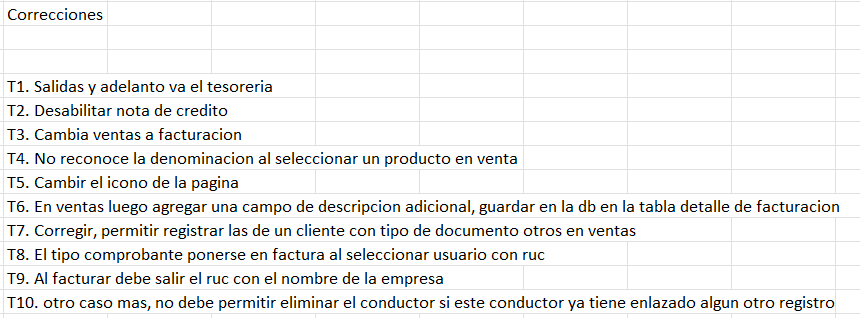 Correcciones
T1. Salidas y adelanto va el tesoreria
T2. Desabilitar nota de credito
T3. Cambia ventas a facturacion
T4. No reconoce la denominacion al seleccionar un producto en venta
T5. Cambir el icono de la pagina
T6. En ventas luego agregar una campo de descripcion adicional, guardar en la db en la tabla detalle de facturacion
T7. Corregir, permitir registrar las de un cliente con tipo de documento otros en ventas
T8. El tipo comprobante ponerse en factura al seleccionar usuario con ruc
T9. Al facturar debe salir el ruc con el nombre de la empresa
T10. otro caso mas, no debe permitir eliminar el conductor si este conductor ya tiene enlazado algun otro registro